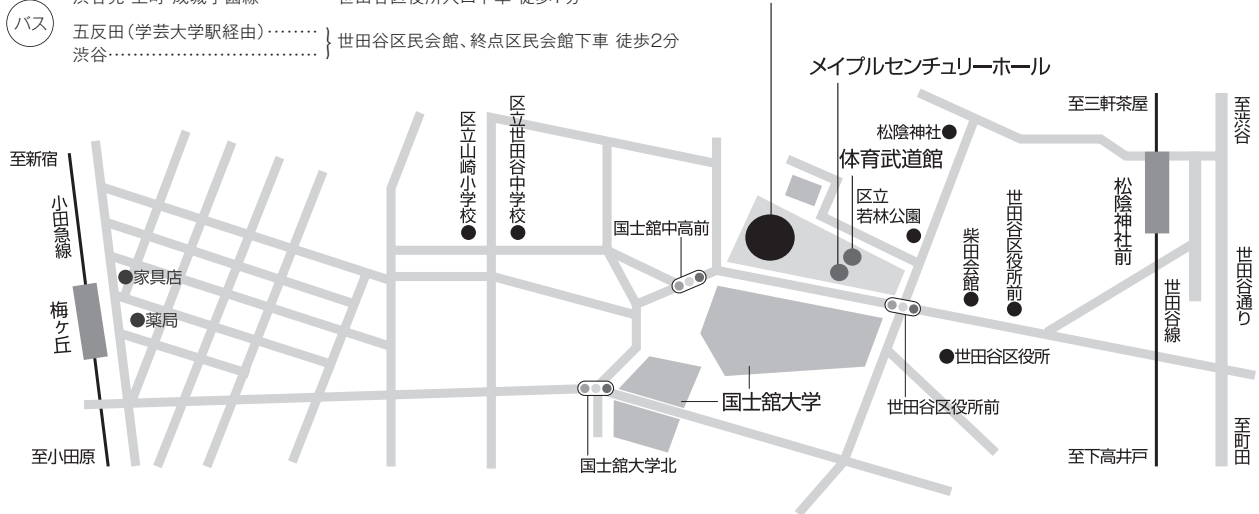 バス
五反田(学芸大学駅経由)………
渋谷……………………………
世田谷区民会館、終点区民会館下車 徒歩2分
メイプルセンチュリーホール
至三軒茶屋
至渋谷
松陰神社
体育武道館
区立
若林公園
区立世田谷中学校
区立山崎小学校
至新宿
小田急線
国士舘中高前
柴田会館
世田谷区役所前
松陰神社前
世田谷通り
世田谷線
家具店
薬局
梅ヶ丘
世田谷区役所
国士舘大学
世田谷区役所前
至小田原
国士舘大学北
至下高井戸
至町田